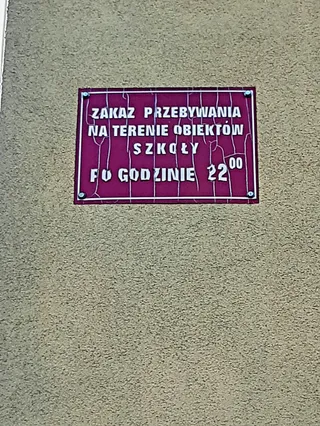 ZAKAZ PRZEBYWANIA
NA TERENIE OBIEKTÓW
SZKOŁY
PO GODZINIE 22⁰⁰